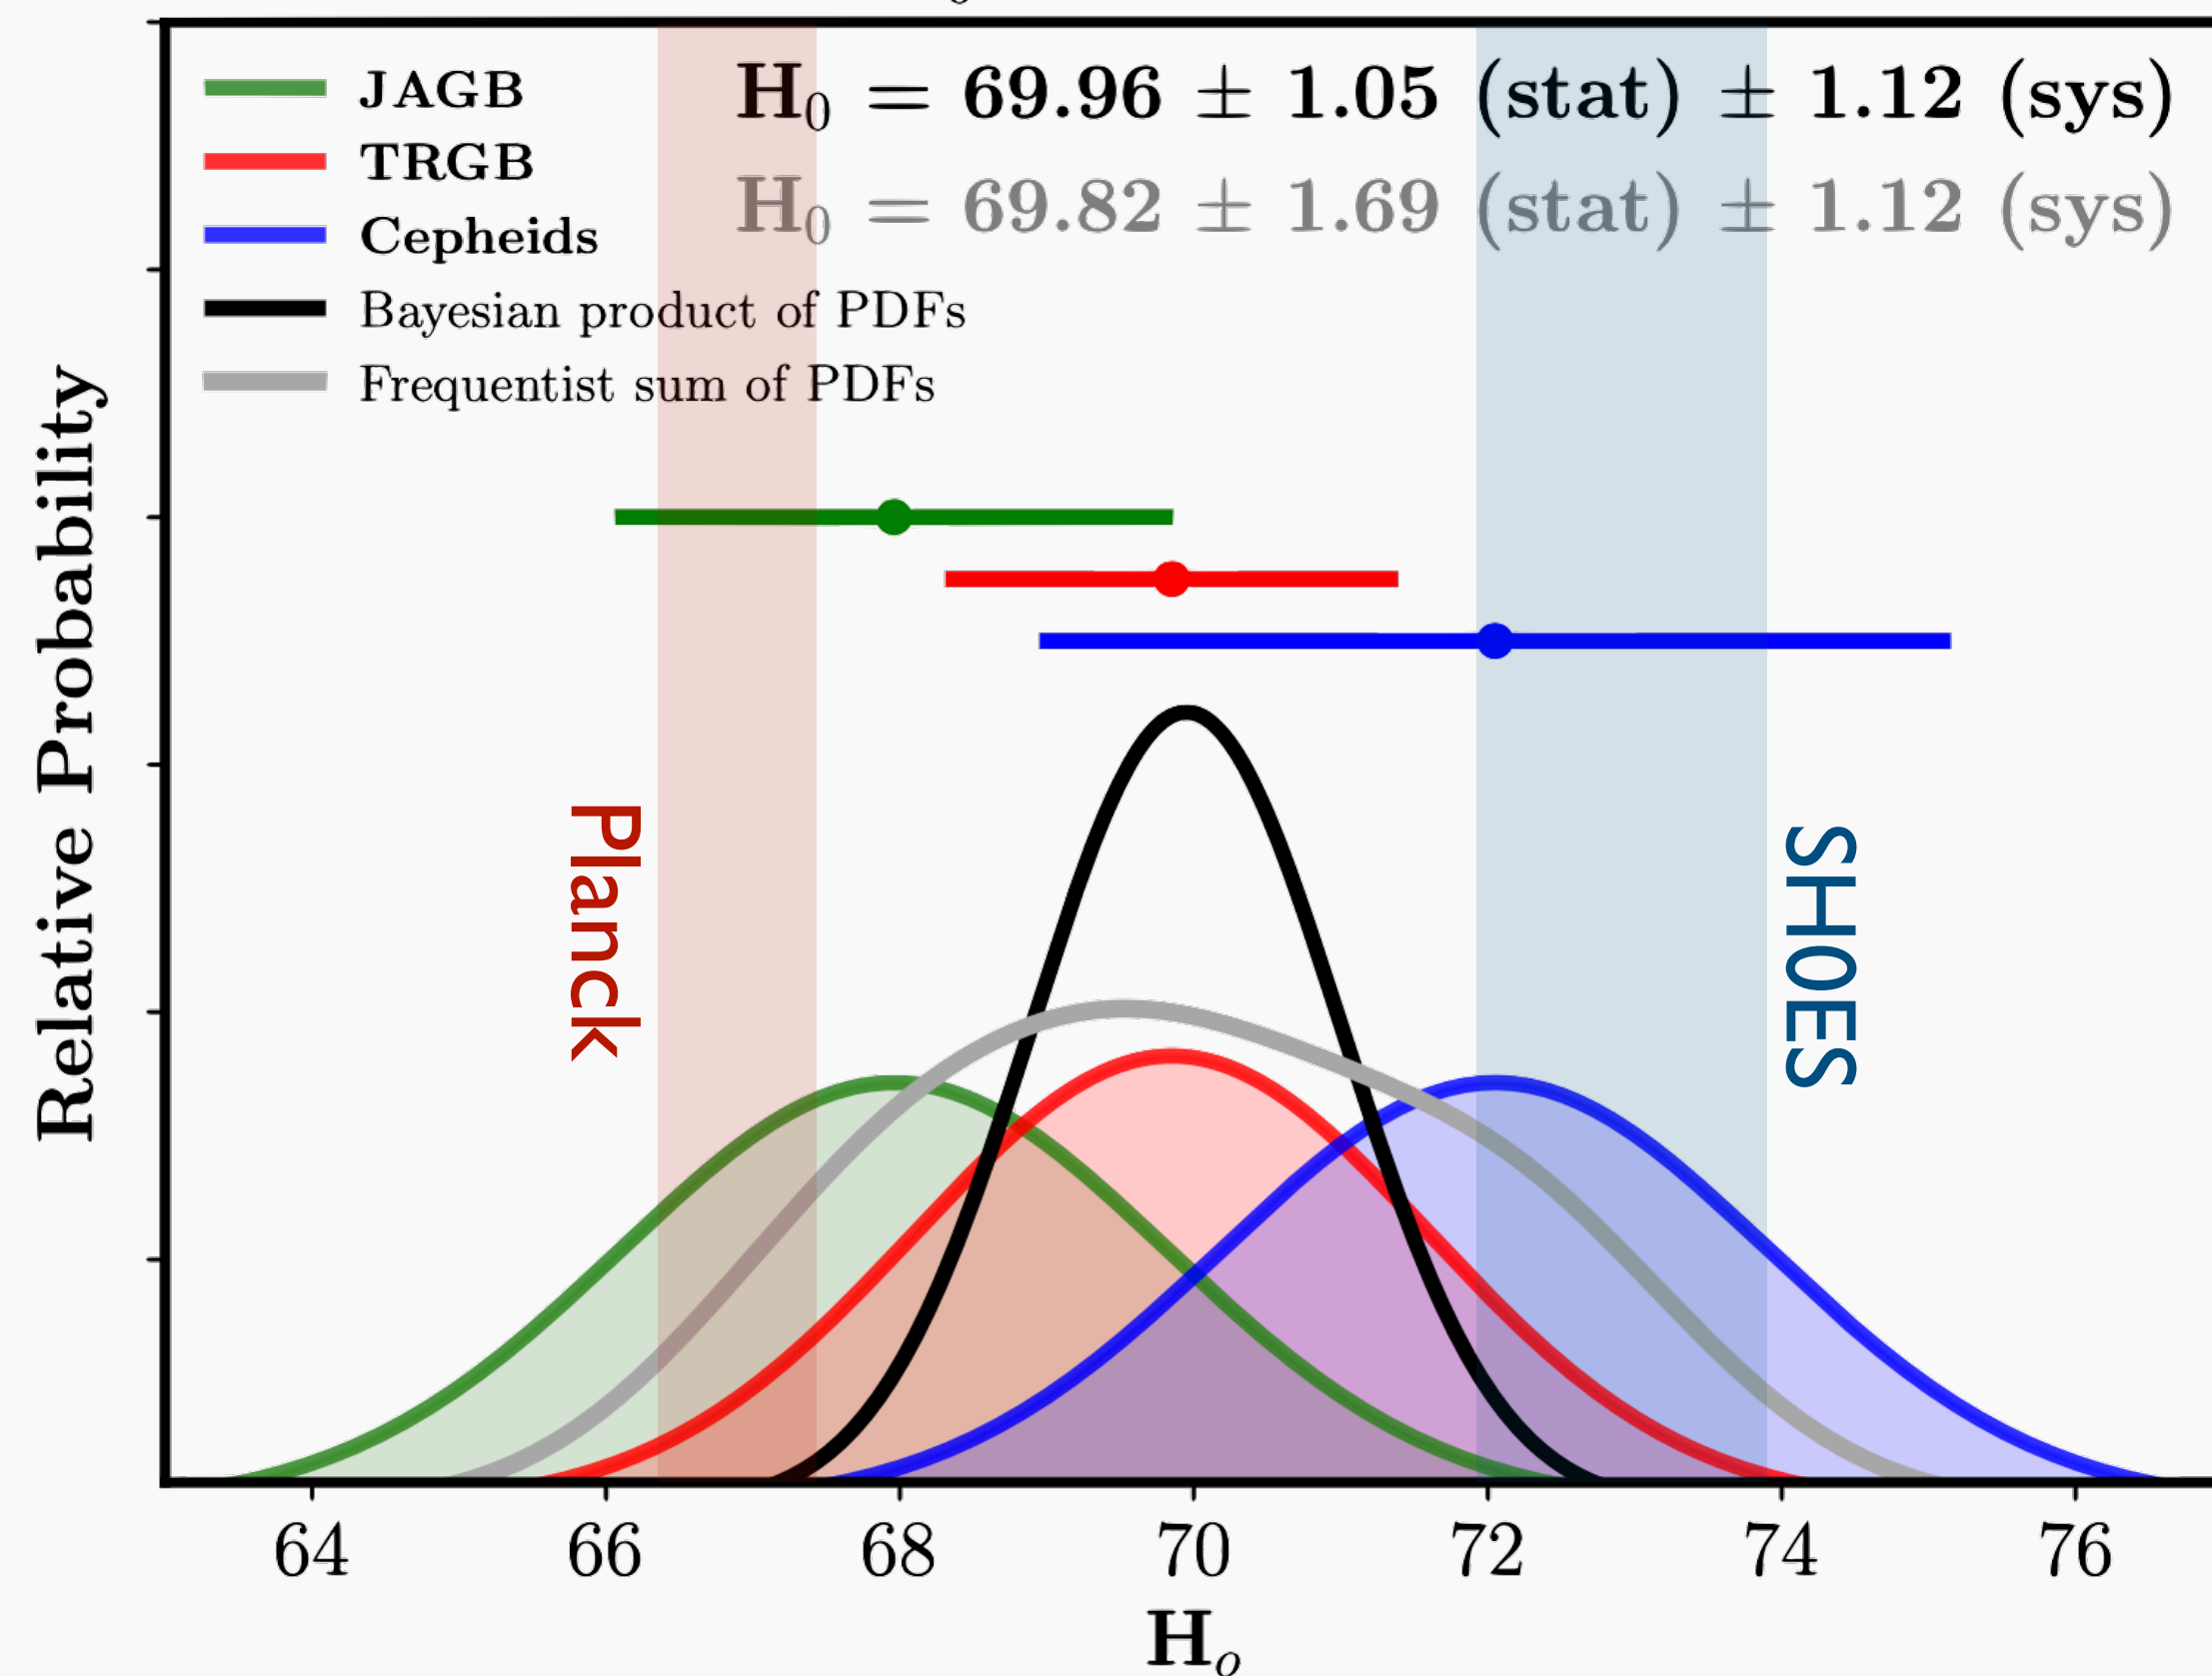 JAGB
TRGB
Cepheids
Bayesian product of PDFs
Frequentist sum of PDFs
H₀ = 69.96 ± 1.05 (stat) ± 1.12 (sys)
H₀ = 69.82 ± 1.69 (stat) ± 1.12 (sys)
Relative Probability
Planck
SH0ES
64 66 68 70 72 74 76
Hₒ